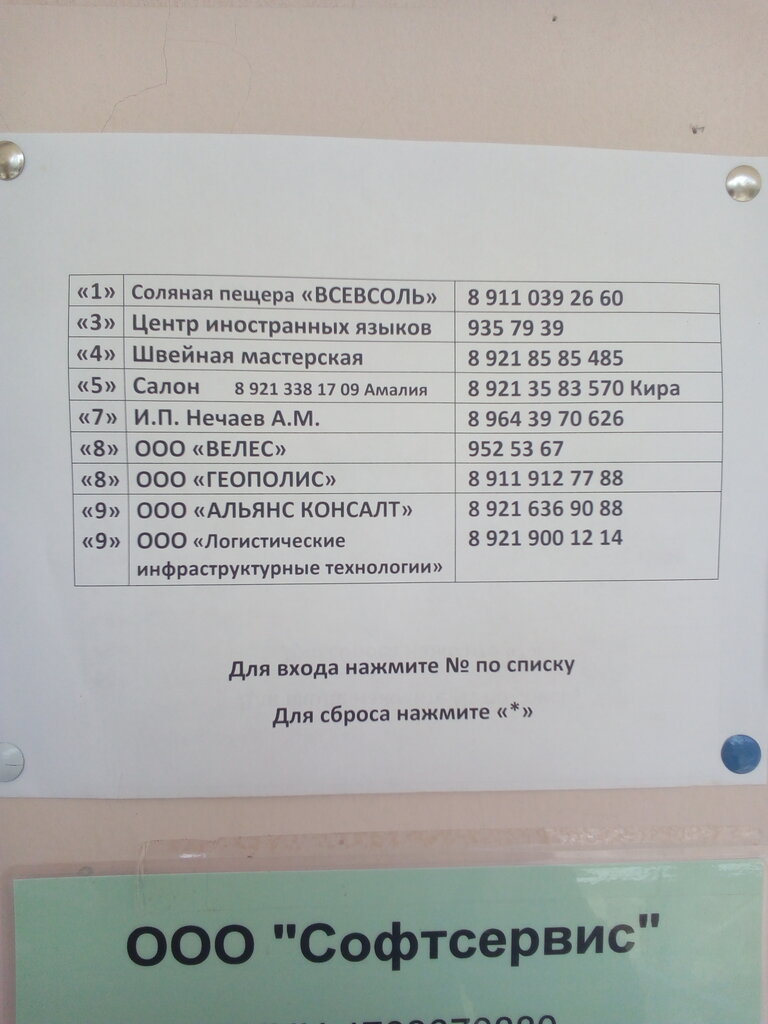 «1» Соляная пещера «ВСЕВСОЛЬ» 8 911 039 26 60
«3» Центр иностранных языков 935 79 39
«4» Швейная мастерская 8 921 85 85 485
«5» Салон 8 921 338 17 09 Амалия 8 921 35 83 570 Кира
«7» И.П. Нечаев А.М. 8 964 39 70 626
«8» ООО «ВЕЛЕС» 952 53 67
«8» ООО «ГЕОПОЛИС» 8 911 912 77 88
«9» ООО «АЛЬЯНС КОНСАЛТ» 8 921 636 90 88
«9» ООО «Логистические 8 921 900 12 14
инфраструктурные технологии»
Для входа нажмите № по списку
Для сброса нажмите «*»
ООО "Софтсервис"